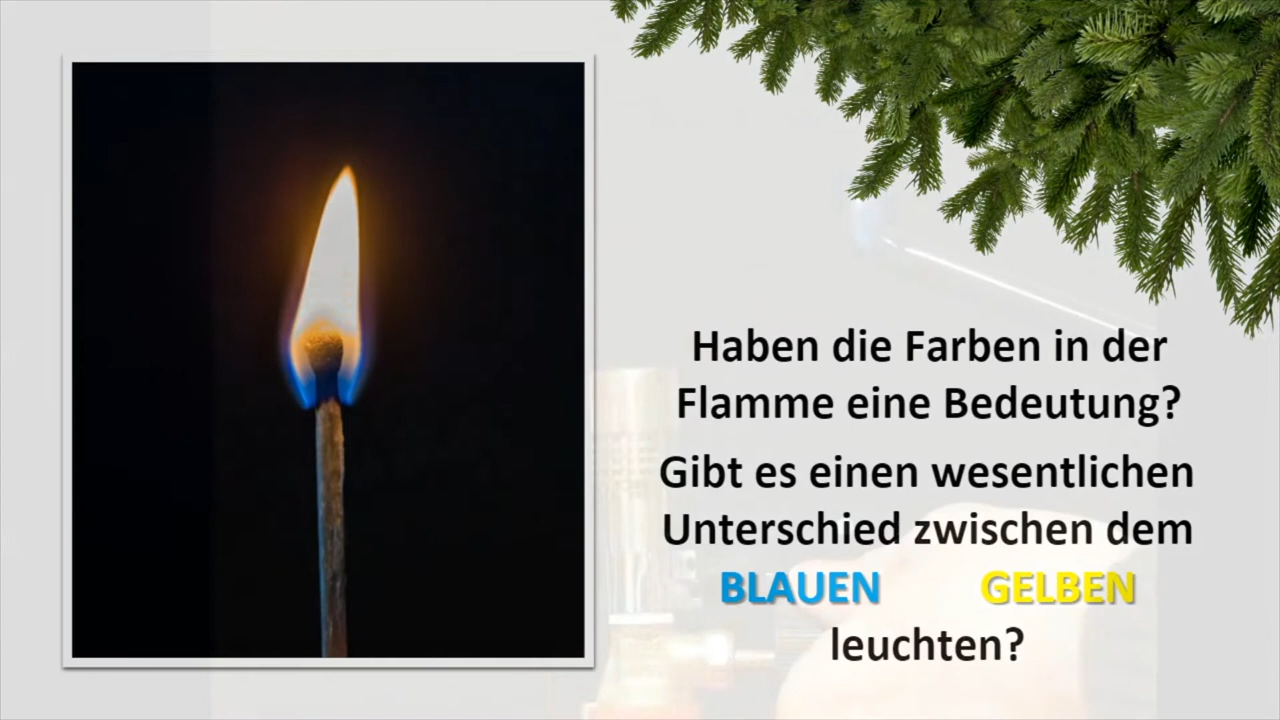 Haben die Farben in der
Flamme eine Bedeutung?
Gibt es einen wesentlichen
Unterschied zwischen dem
BLAUEN GELBEN
leuchten?